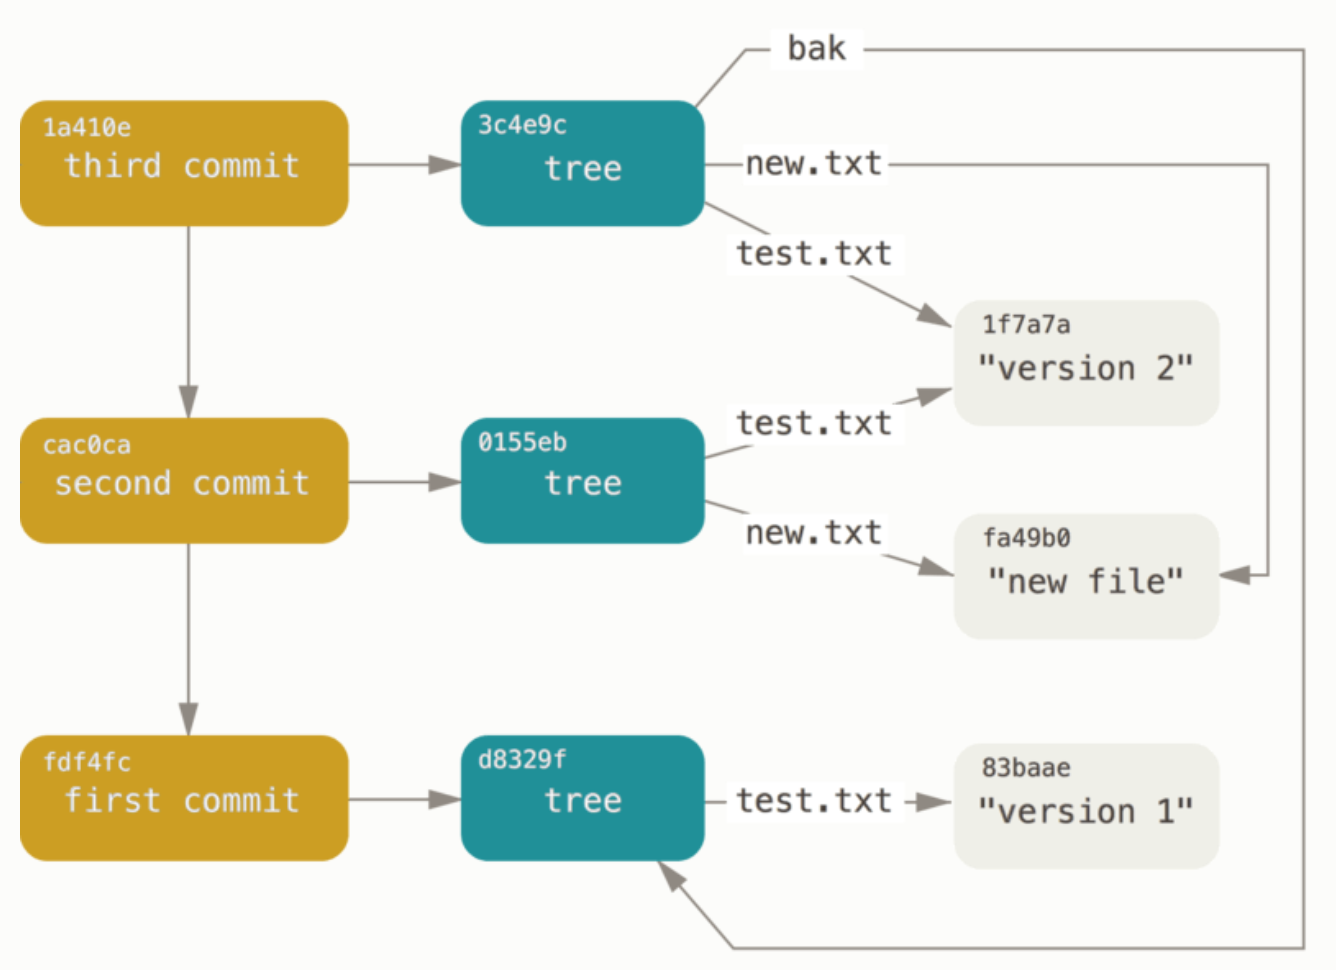 bak
1a410e
third commit
3c4e9c
tree
new.txt
test.txt
1f7a7a
"version 2"
cac0ca
second commit
0155eb
tree
test.txt
new.txt
fa49b0
"new file"
fdf4fc
first commit
d8329f
tree
test.txt
83baae
"version 1"